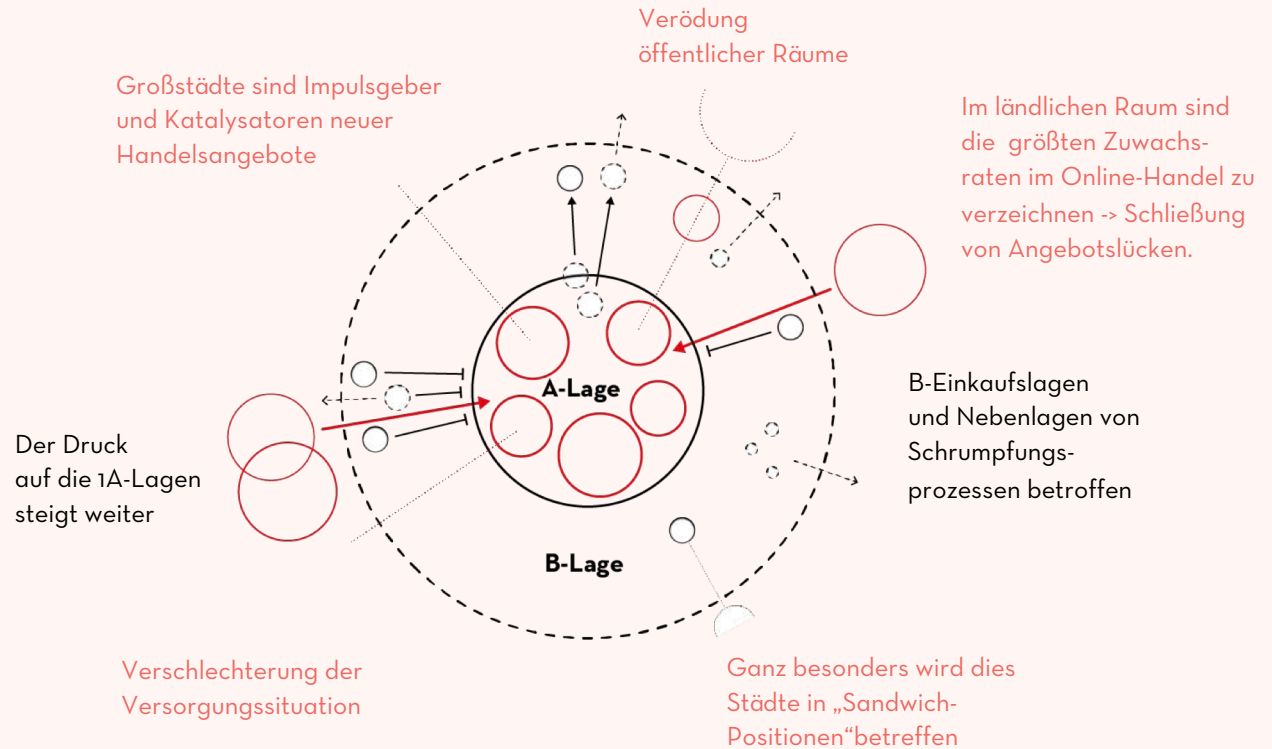 Verödung
öffentlicher Räume
Großstädte sind Impulsgeber
und Katalysatoren neuer
Handelsangebote
Im ländlichen Raum sind
die größten Zuwachs-
raten im Online-Handel zu
verzeichnen -> Schließung
von Angebotslücken.
A-Lage
B-Einkaufslagen
und Nebenlagen von
Schrumpfungs-
prozessen betroffen
Der Druck
auf die 1A-Lagen
steigt weiter
B-Lage
Verschlechterung der
Versorgungssituation
Ganz besonders wird dies
Städte in „Sandwich-
Positionen“betreffen